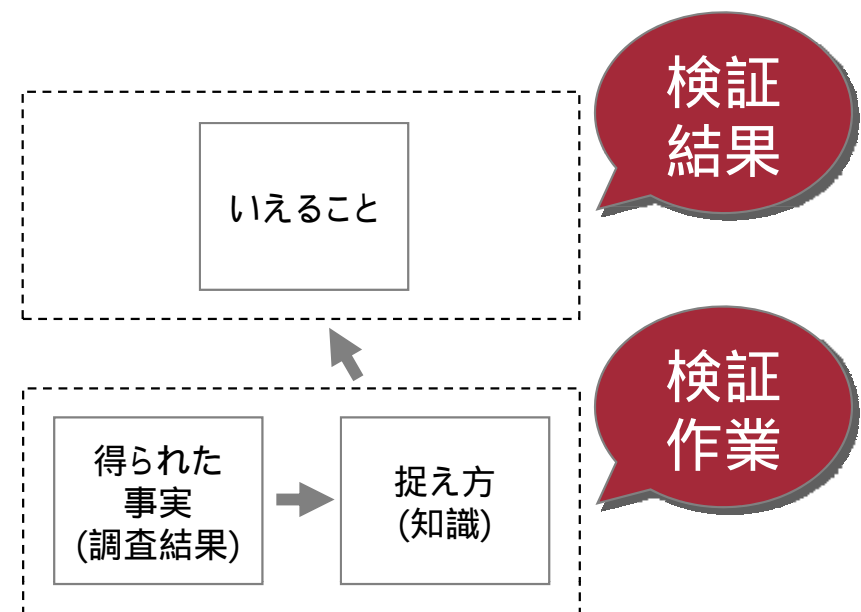 検証
結果
いえること
検証
作業
得られた
事実
(調査結果)
捉え方
(知識)